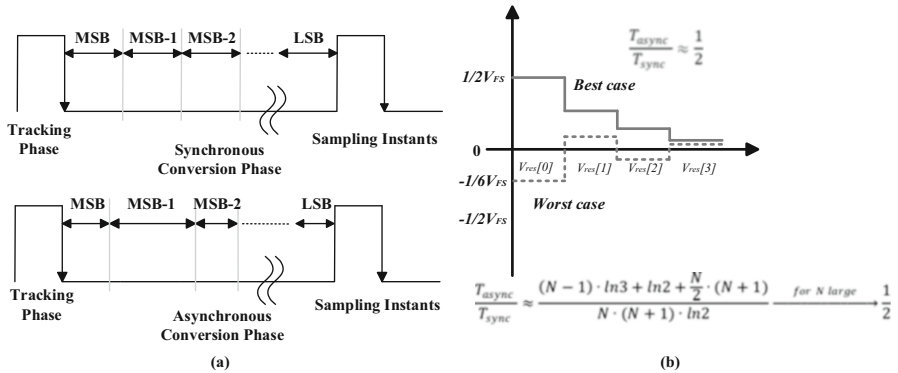 MSB MSB-1 MSB-2 ...... LSB
Tracking
Phase
Synchronous
Conversion Phase
Sampling Instants
MSB MSB-1 MSB-2 LSB
Tracking
Phase
Asynchronous
Conversion Phase
Sampling Instants
(a)
T_async / T_sync ≈ 1/2
1/2V_FS
Best case
0
V_res[0] V_res[1] V_res[2] V_res[3]
-1/6V_FS
Worst case
-1/2V_FS
T_async / T_sync ≈ ((N − 1) · ln3 + ln2 + N/2 · (N + 1)) / (N · (N + 1) · ln2) for N large → 1/2
(b)